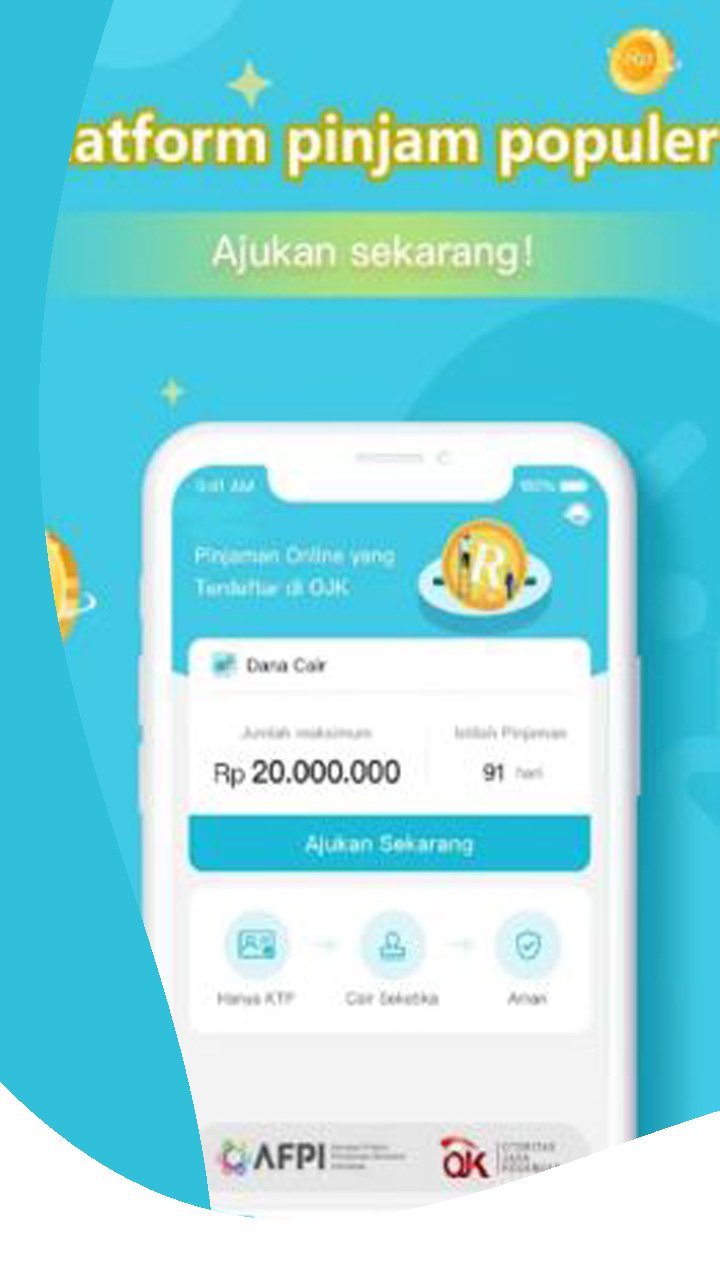 atform pinjam populer
Ajukan sekarang!
9:41 AM
100%
Pinjaman Online yang
Terdaftar di OJK
Dana Cair
Jumlah maksimum
Istilah Pinjaman
Rp 20.000.000
91 hari
Ajukan Sekarang
Hanya KTP
Cair Seketika
Aman
AFPI
OJK
OTORITAS
JASA
KEUANGAN